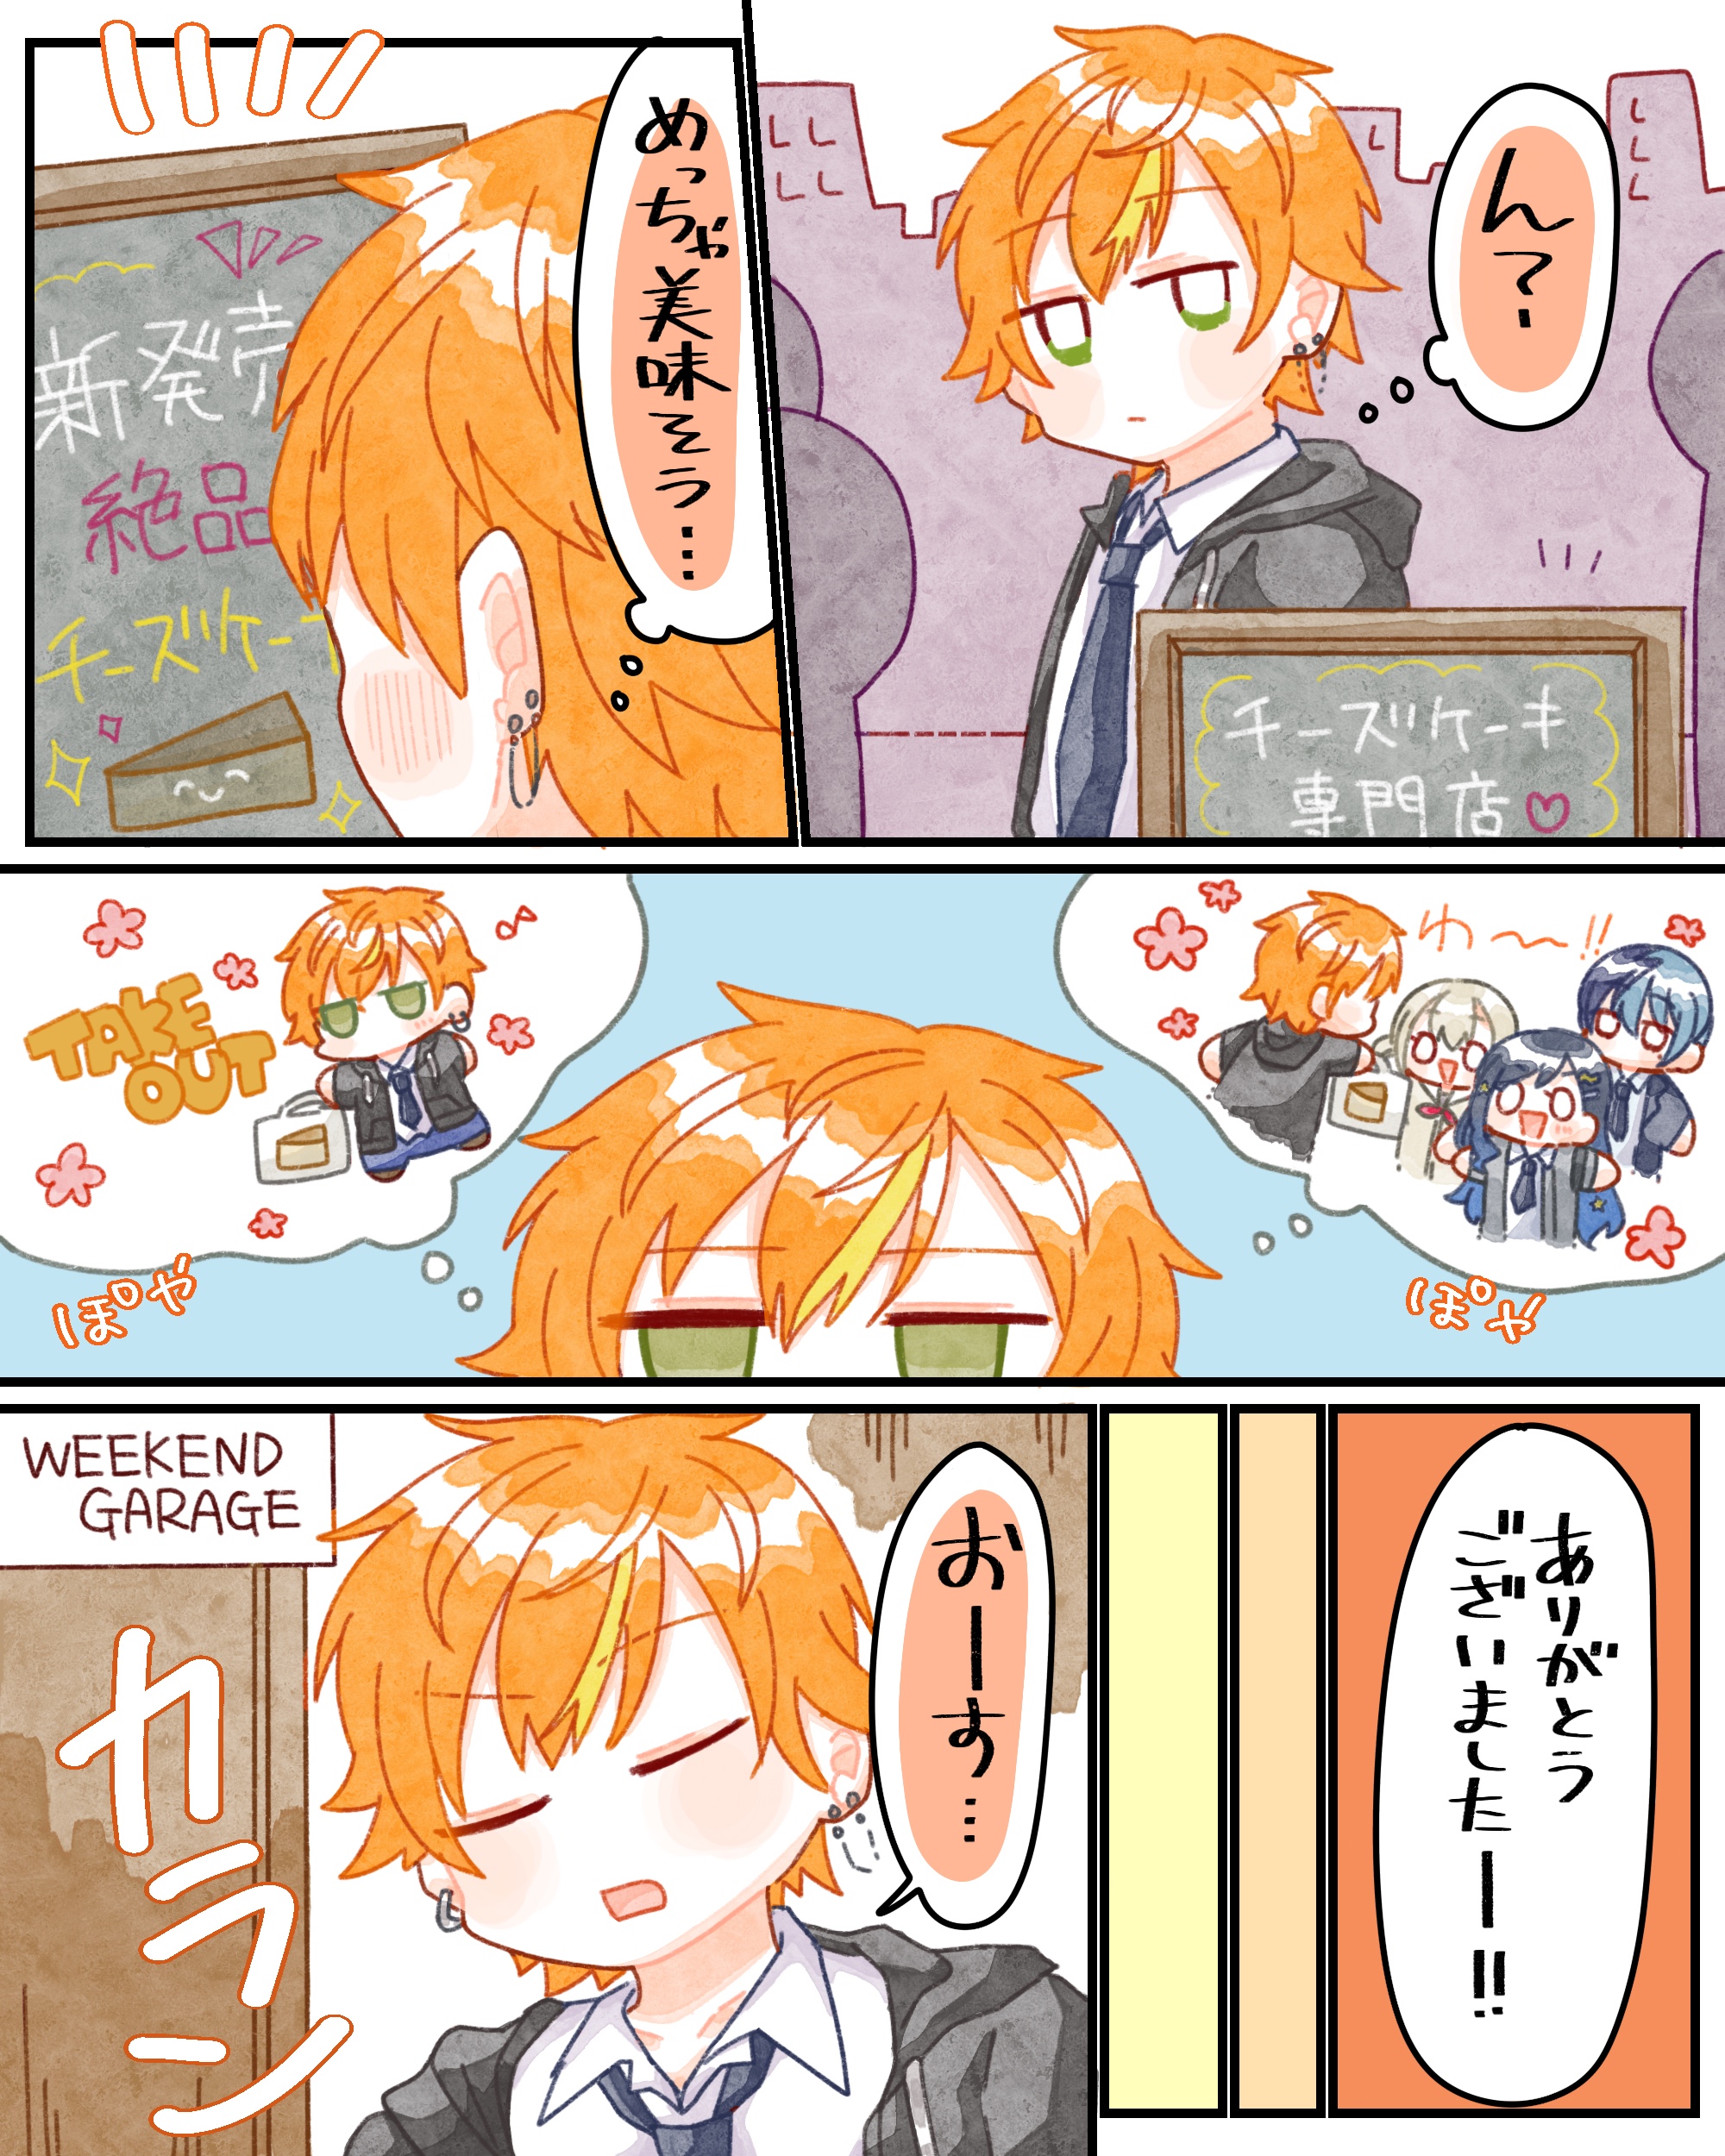 ん?
チーズケーキ
専門店♡
めっちゃ美味そう…
新発売
絶品
チーズケー
わ〜!!
ぽや
TAKE
OUT
ぽや
ありがとう
ございましたー!!
おーす…
WEEKEND
GARAGE
カラン